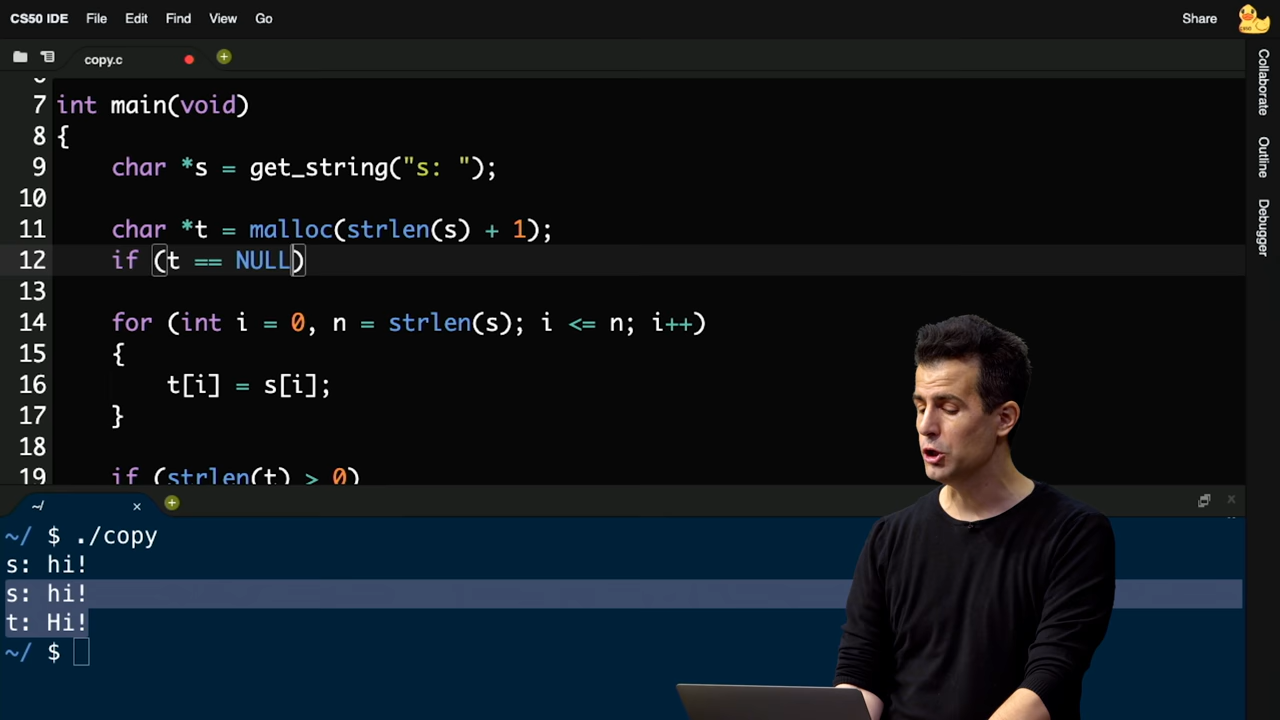 CS50 IDE File Edit Find View Go Share
copy.c
7 int main(void)
8 {
9 char *s = get_string("s: ");
10
11 char *t = malloc(strlen(s) + 1);
12 if (t == NULL)
13
14 for (int i = 0, n = strlen(s); i <= n; i++)
15 {
16 t[i] = s[i];
17 }
18
19 if (strlen(t) > 0)
~/ $ ./copy
s: hi!
s: hi!
t: Hi!
~/ $
Collaborate
Outline
Debugger